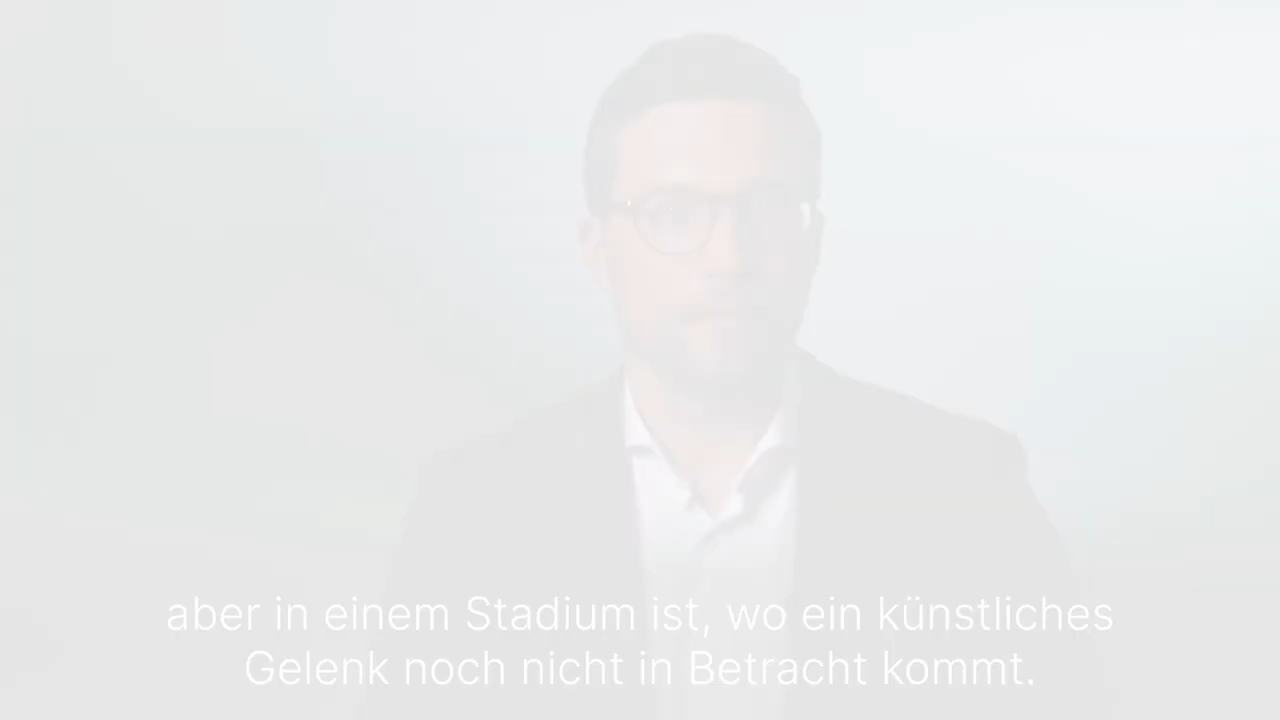 aber in einem Stadium ist, wo ein künstliches
Gelenk noch nicht in Betracht kommt.